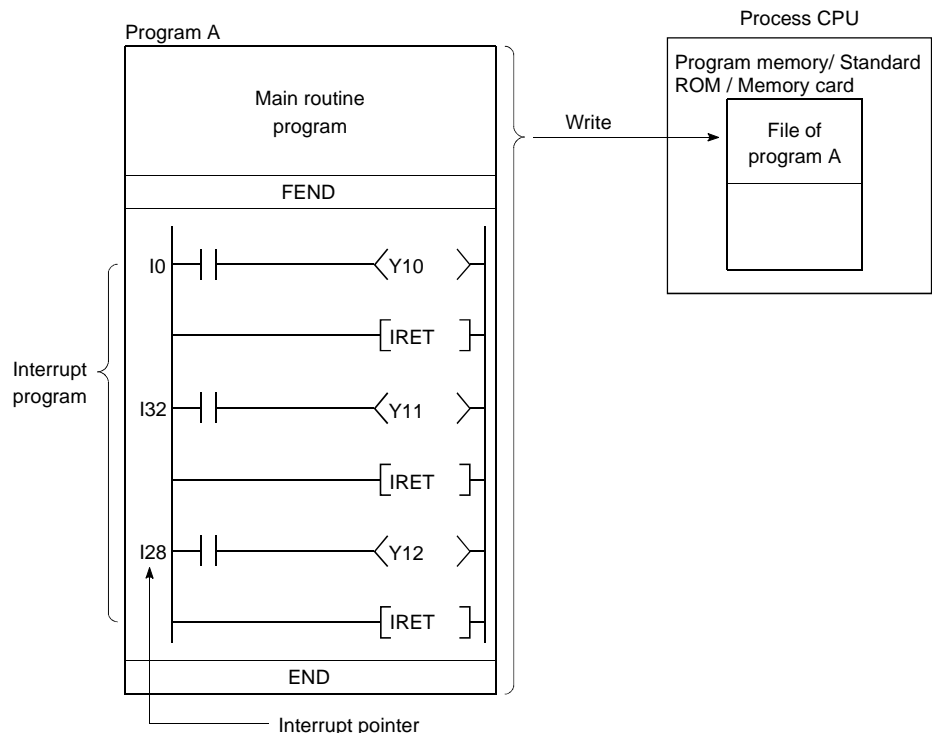 Program A
Main routine
program
FEND
I0
Y10
IRET
Interrupt
program
I32
Y11
IRET
I28
Y12
IRET
END
Interrupt pointer
Write
Process CPU
Program memory/ Standard
ROM / Memory card
File of
program A